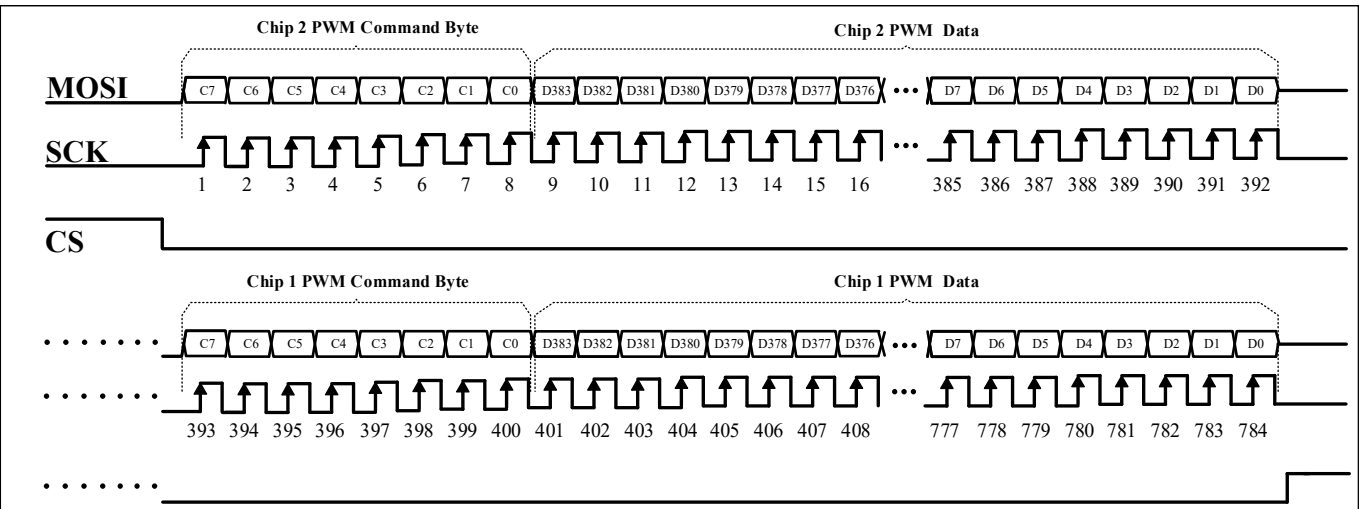 Chip 2 PWM Command Byte Chip 2 PWM Data
MOSI C7 C6 C5 C4 C3 C2 C1 C0 D383 D382 D381 D380 D379 D378 D377 D376 ••• D7 D6 D5 D4 D3 D2 D1 D0
SCK •••
1 2 3 4 5 6 7 8 9 10 11 12 13 14 15 16 385 386 387 388 389 390 391 392
CS
Chip 1 PWM Command Byte Chip 1 PWM Data
. . . . . . . C7 C6 C5 C4 C3 C2 C1 C0 D383 D382 D381 D380 D379 D378 D377 D376 ••• D7 D6 D5 D4 D3 D2 D1 D0
. . . . . . . •••
393 394 395 396 397 398 399 400 401 402 403 404 405 406 407 408 777 778 779 780 781 782 783 784
. . . . . . .